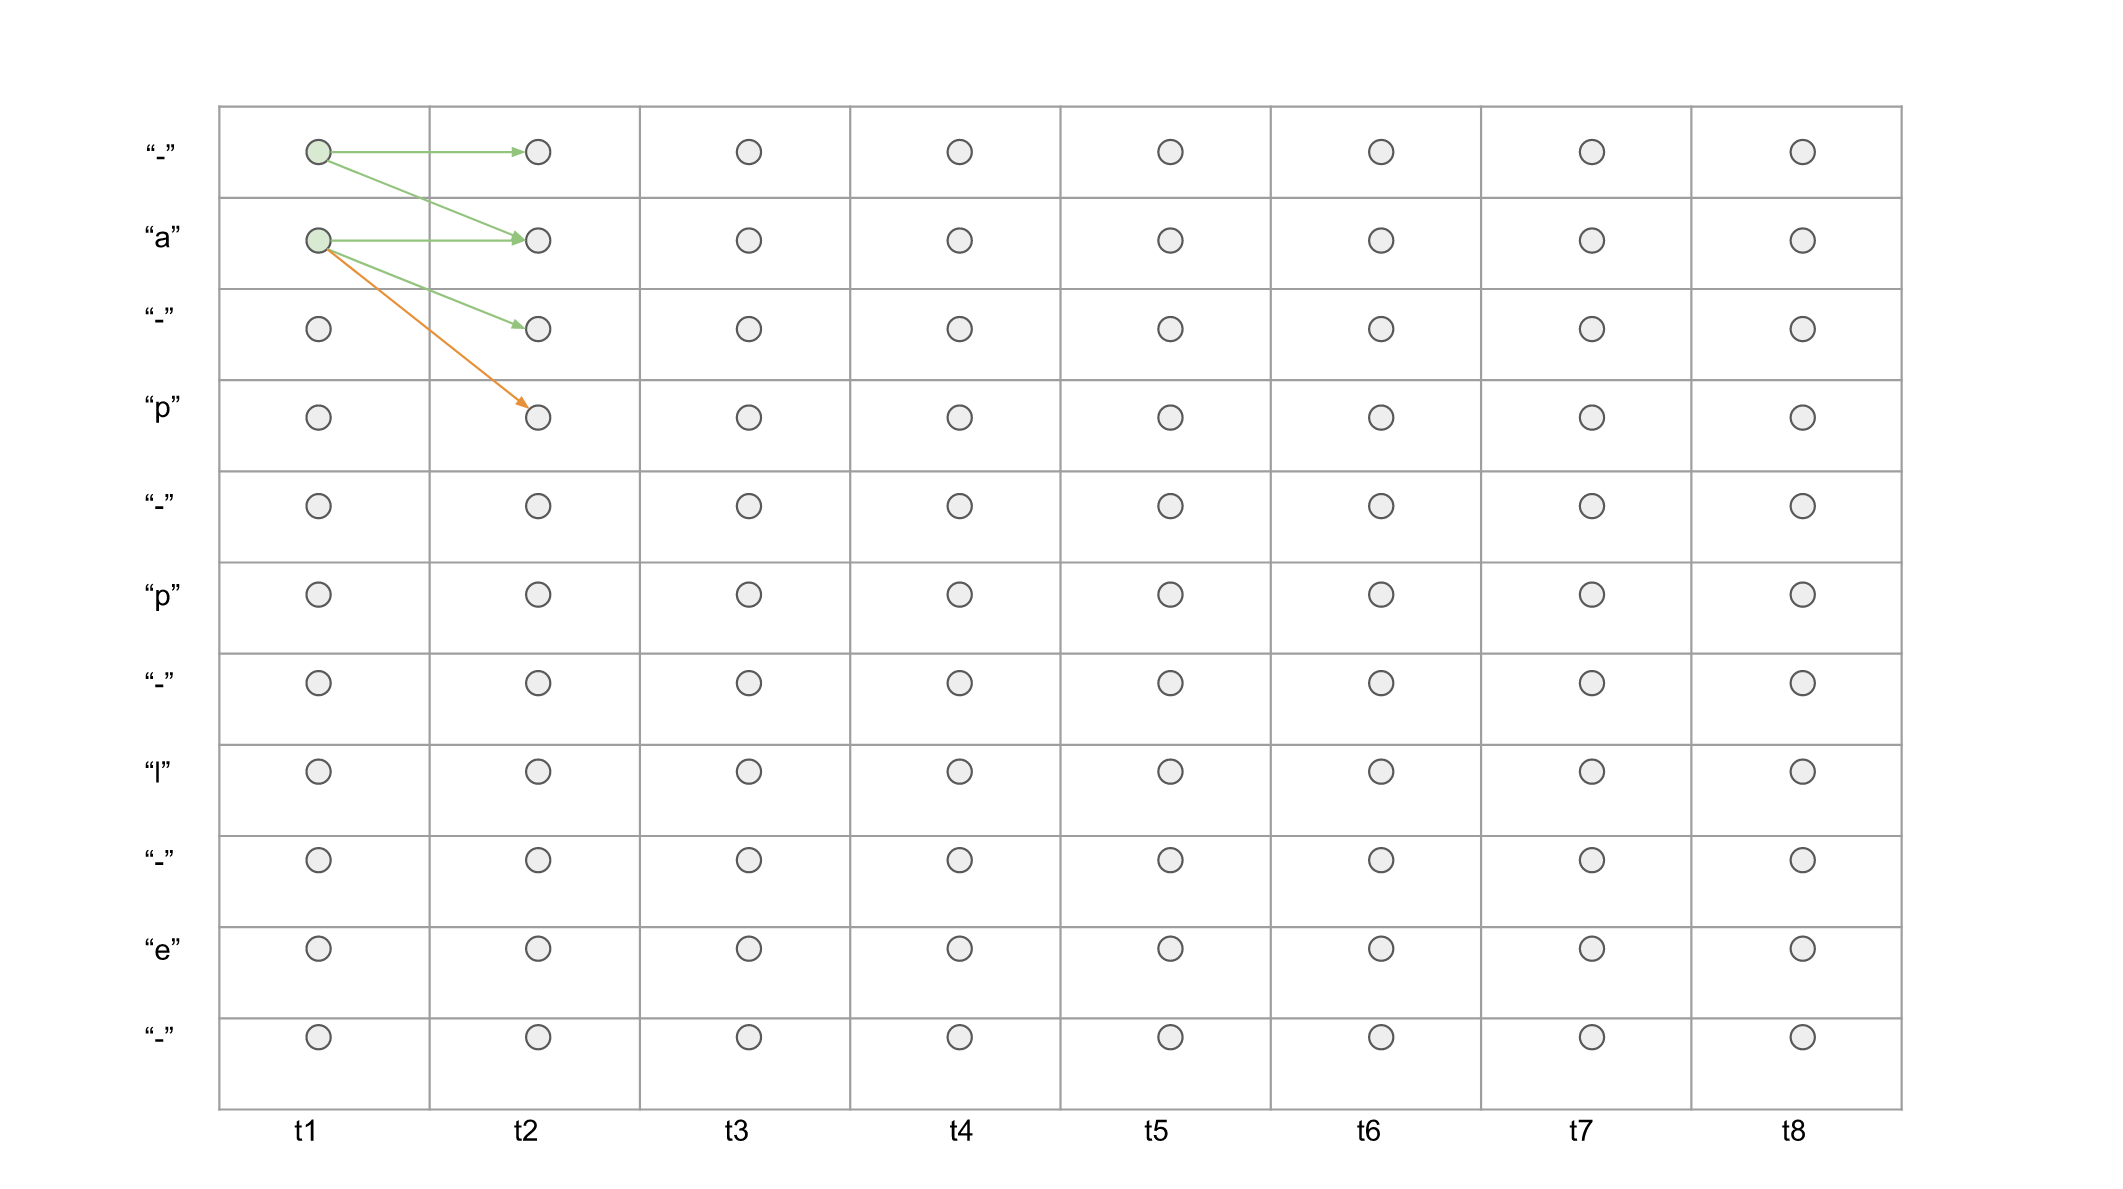 “-”
“a”
“-”
“p”
“-”
“p”
“-”
“l”
“-”
“e”
“-”
t1 t2 t3 t4 t5 t6 t7 t8